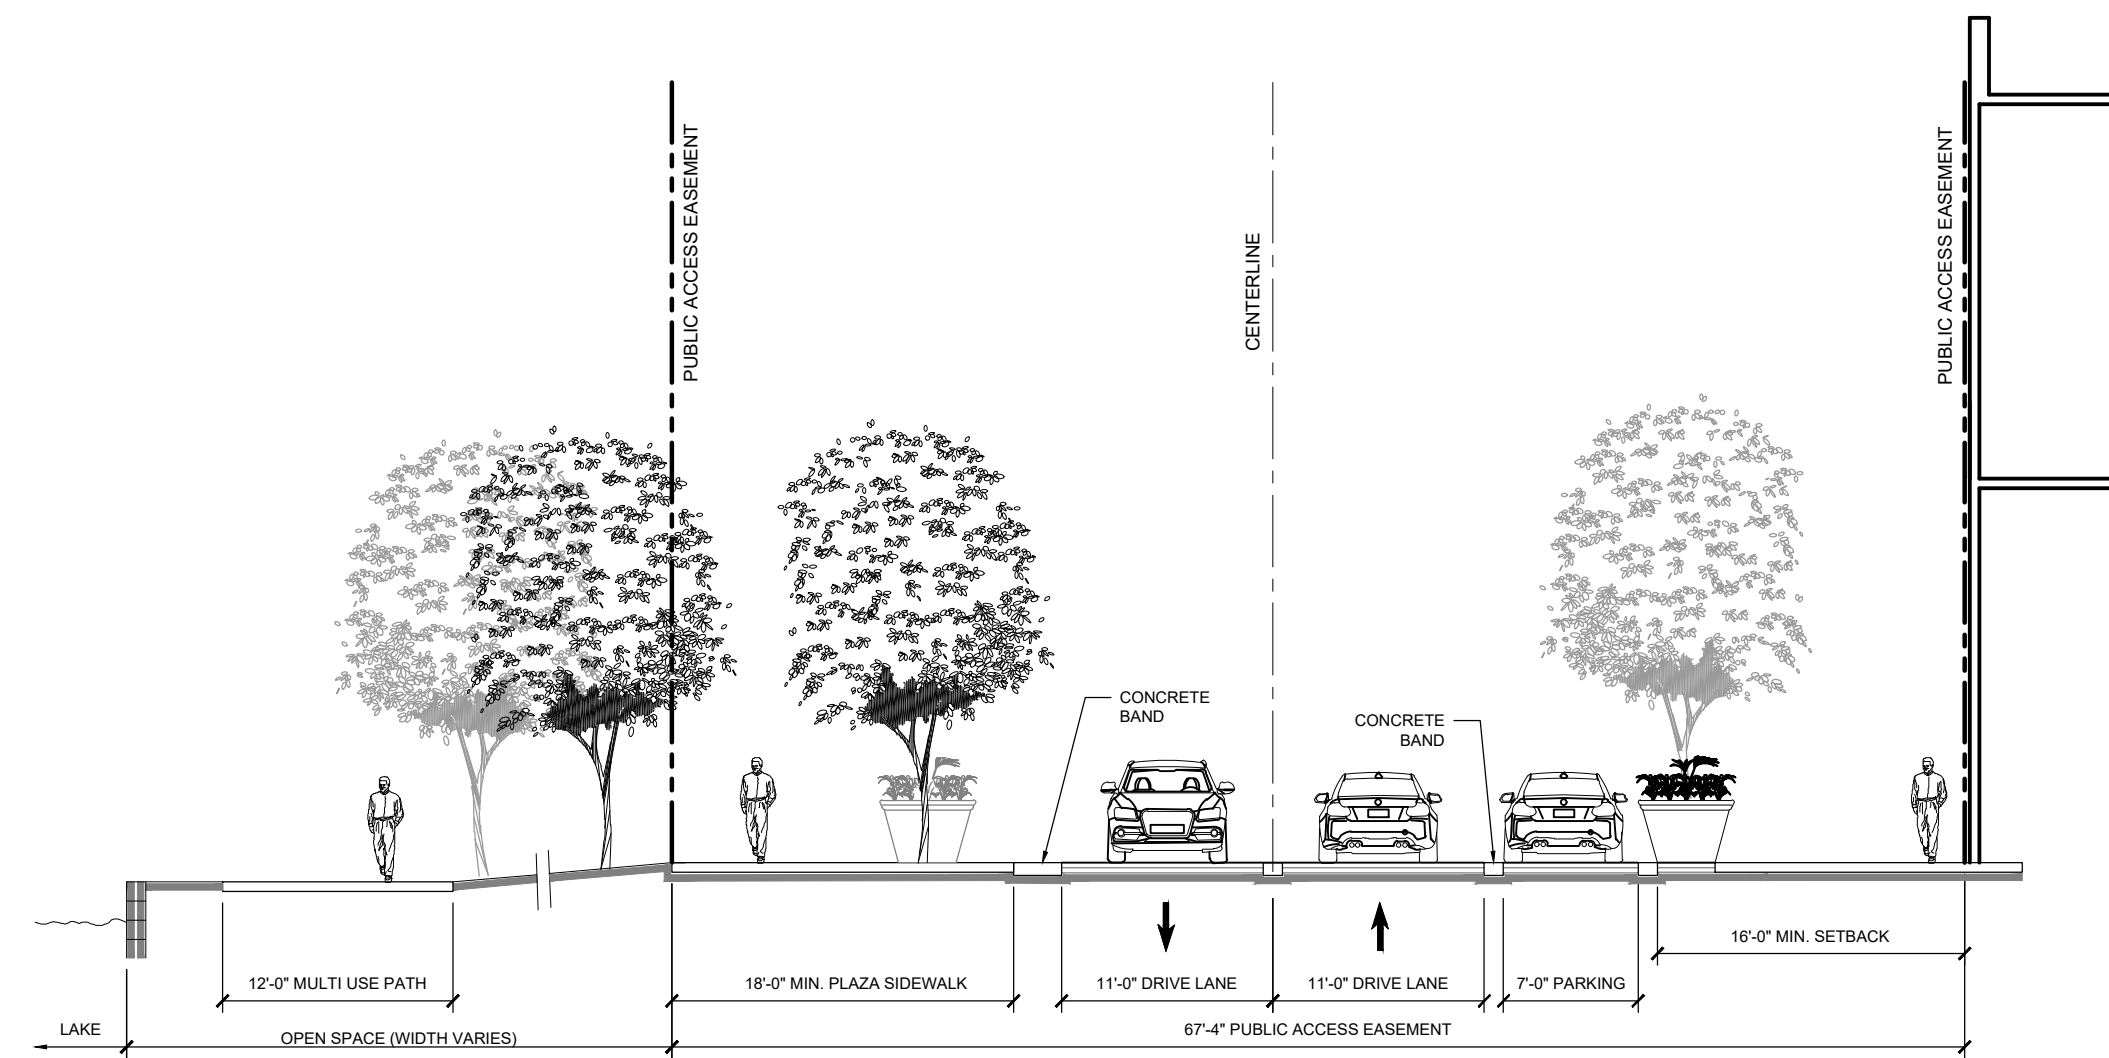 PUBLIC ACCESS EASEMENT
CENTERLINE
PUBLIC ACCESS EASEMENT
CONCRETE
BAND
CONCRETE
BAND
16'-0" MIN. SETBACK
12'-0" MULTI USE PATH
18'-0" MIN. PLAZA SIDEWALK
11'-0" DRIVE LANE
11'-0" DRIVE LANE
7'-0" PARKING
LAKE
OPEN SPACE (WIDTH VARIES)
67'-4" PUBLIC ACCESS EASEMENT